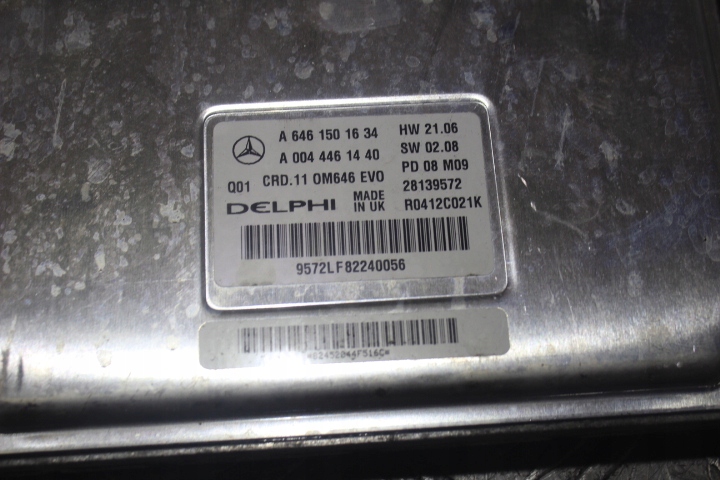 A 646 150 16 34 HW 21.06
A 004 446 14 40 SW 02.08
Q01 CRD.11 OM646 EVO PD 08 M09
28139572
DELPHI MADE IN UK R0412C021K
9572LF82240056